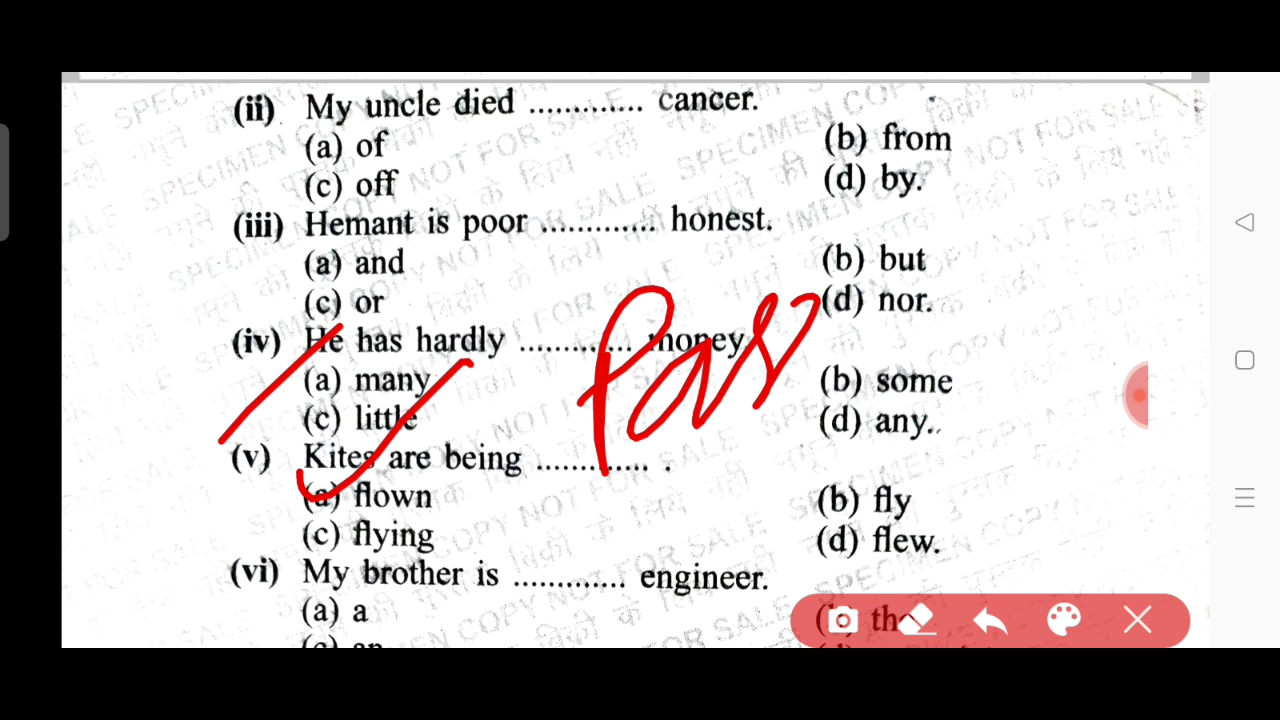 (ii) My uncle died ............. cancer.
(a) of (b) from
(c) off (d) by.
(iii) Hemant is poor ............. honest.
(a) and (b) but
(c) or (d) nor.
(iv) He has hardly ............. money
(a) many (b) some
(c) little (d) any..
(v) Kites are being ............. .
(a) flown (b) fly
(c) flying (d) flew.
(vi) My brother is ............. engineer.
(a) a